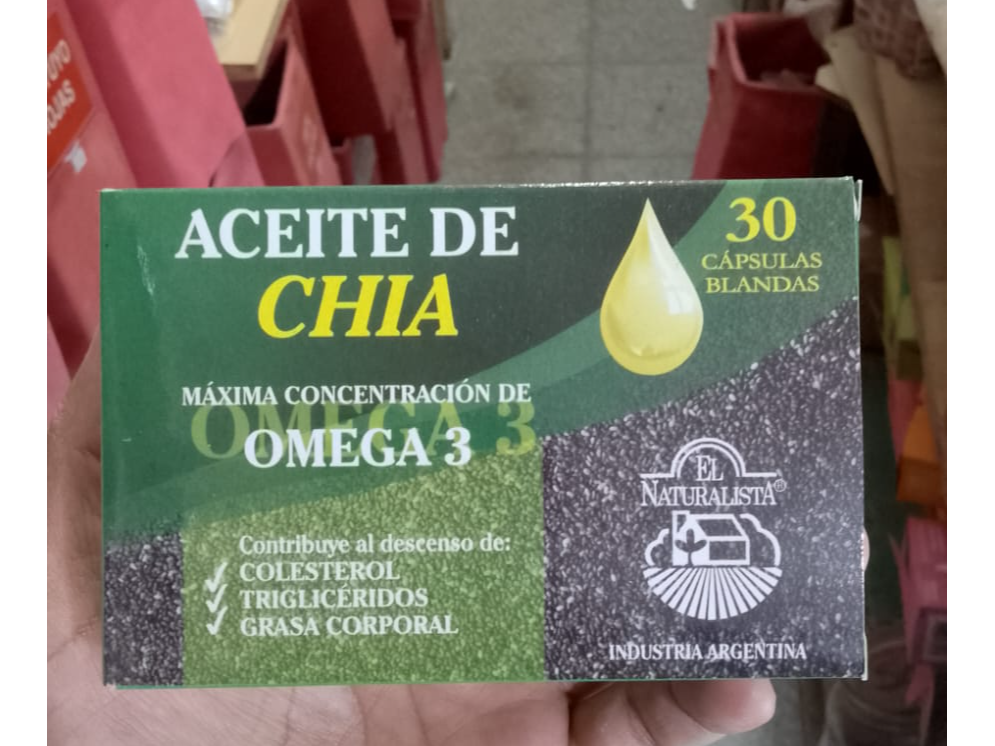 ACEITE DE
CHIA
30
CÁPSULAS
BLANDAS
MÁXIMA CONCENTRACIÓN DE
OMEGA 3
OMEGA 3
Contribuye al descenso de:
COLESTEROL
TRIGLICÉRIDOS
GRASA CORPORAL
EL
NATURALISTA®
INDUSTRIA ARGENTINA